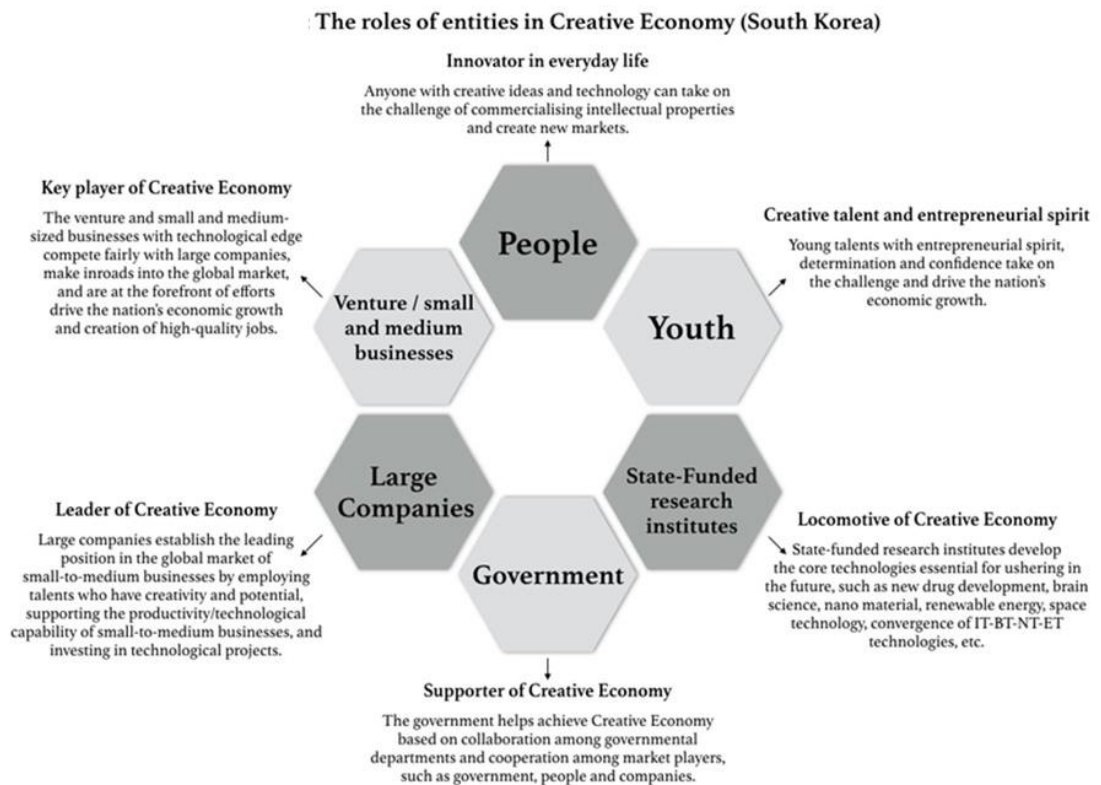 : The roles of entities in Creative Economy (South Korea)
Innovator in everyday life
Anyone with creative ideas and technology can take on
the challenge of commercialising intellectual properties
and create new markets.
People
Key player of Creative Economy
The venture and small and medium-
sized businesses with technological edge
compete fairly with large companies,
make inroads into the global market,
and are at the forefront of efforts
drive the nation's economic growth
and creation of high-quality jobs.
Venture / small
and medium
businesses
Creative talent and entrepreneurial spirit
Young talents with entrepreneurial spirit,
determination and confidence take on
the challenge and drive the nation's
economic growth.
Youth
Large
Companies
Leader of Creative Economy
Large companies establish the leading
position in the global market of
small-to-medium businesses by employing
talents who have creativity and potential,
supporting the productivity/technological
capability of small-to-medium businesses, and
investing in technological projects.
State-Funded
research
institutes
Locomotive of Creative Economy
State-funded research institutes develop
the core technologies essential for ushering in
the future, such as new drug development, brain
science, nano material, renewable energy, space
technology, convergence of IT-BT-NT-ET
technologies, etc.
Government
Supporter of Creative Economy
The government helps achieve Creative Economy
based on collaboration among governmental
departments and cooperation among market players,
such as government, people and companies.